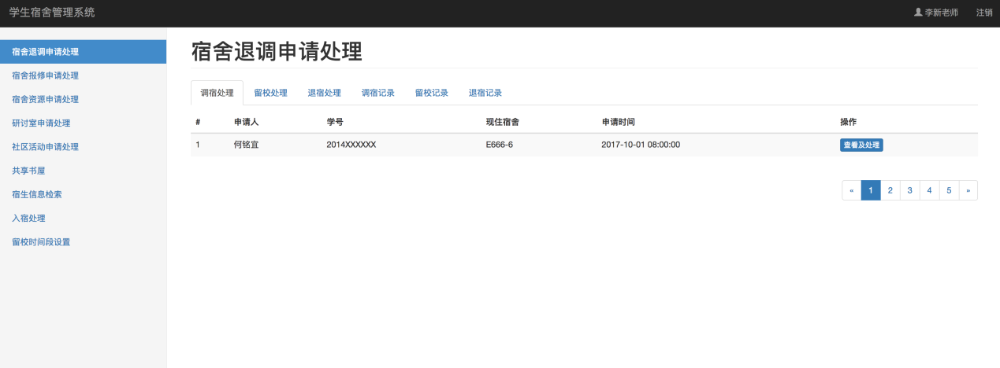 学生宿舍管理系统 李新老师 注销
宿舍退调申请处理
宿舍报修申请处理
宿舍资源申请处理
研讨室申请处理
社区活动申请处理
共享书屋
宿生信息检索
入宿处理
留校时间段设置
宿舍退调申请处理
调宿处理 留校处理 退宿处理 调宿记录 留校记录 退宿记录
# 申请人 学号 现住宿舍 申请时间 操作
1 何铭宜 2014XXXXXX E666-6 2017-10-01 08:00:00 查看及处理
« 1 2 3 4 5 »